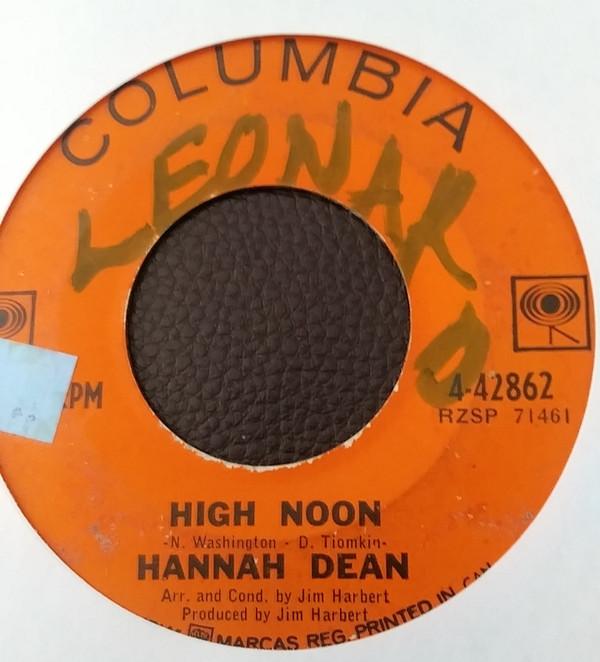 COLUMBIA
LEONARD
4-42862
RZSP 71461
HIGH NOON
-N. Washington - D. Tiomkin-
HANNAH DEAN
Arr. and Cond. by Jim Harbert
Produced by Jim Harbert
MARCAS REG. PRINTED IN CAN